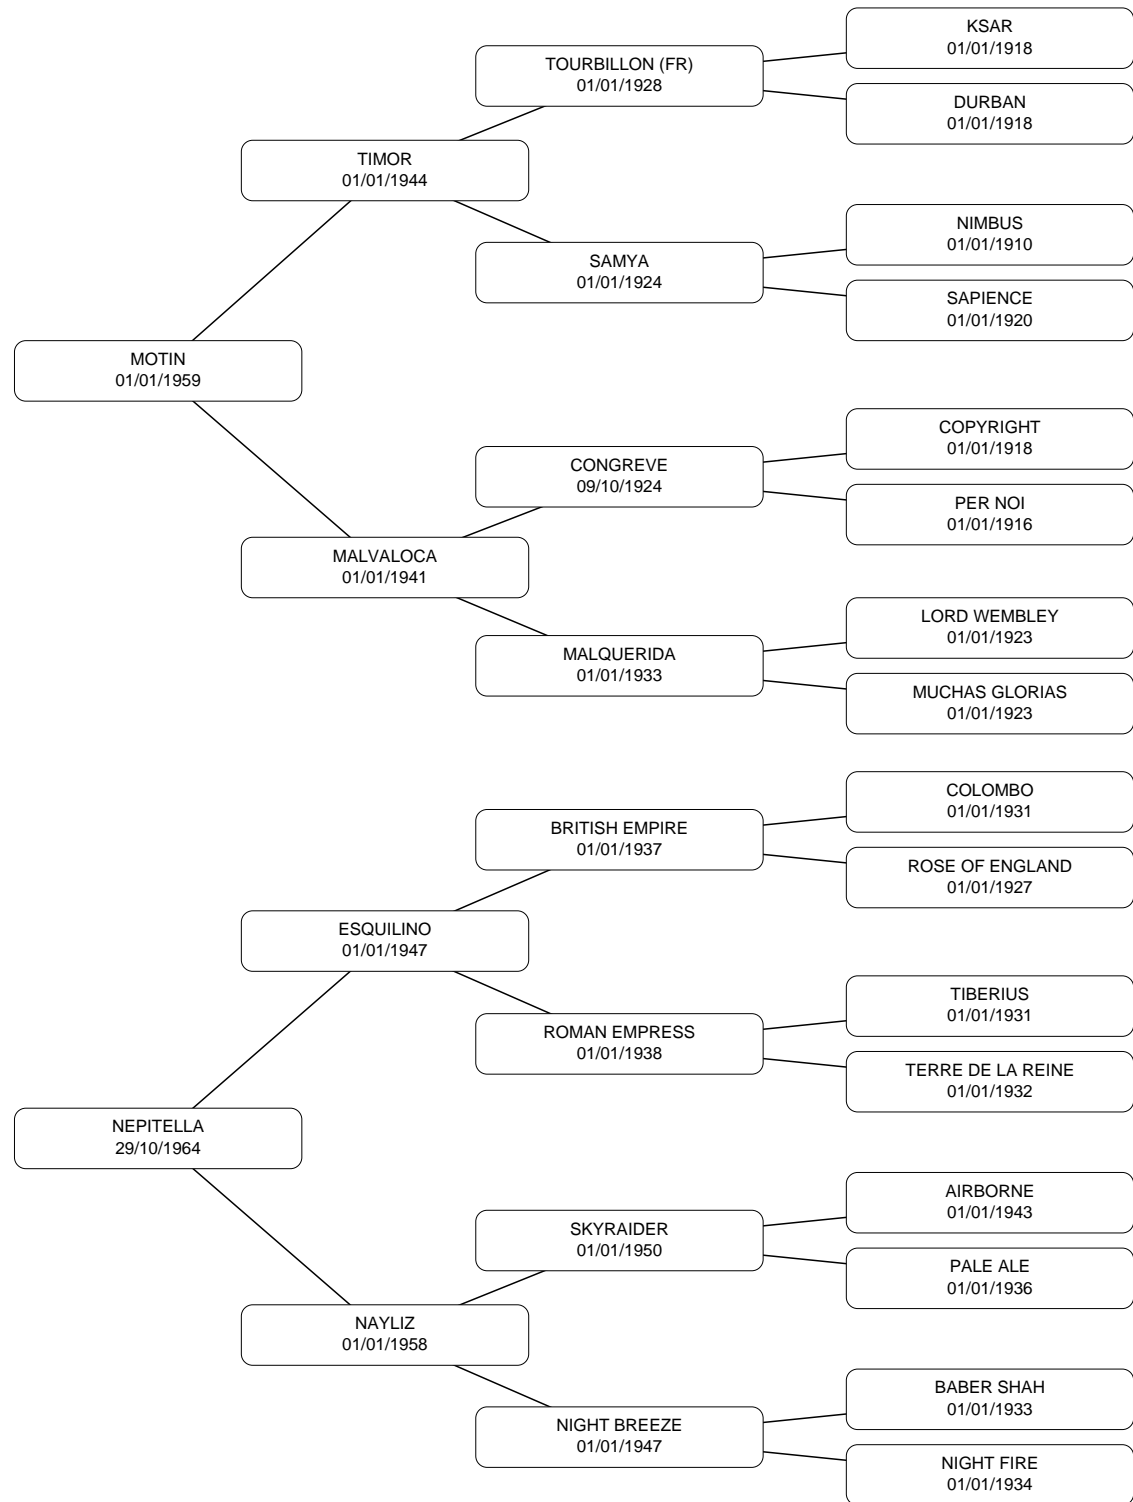 KSAR
01/01/1918
TOURBILLON (FR)
01/01/1928
DURBAN
01/01/1918
TIMOR
01/01/1944
NIMBUS
01/01/1910
SAMYA
01/01/1924
SAPIENCE
01/01/1920
MOTIN
01/01/1959
COPYRIGHT
01/01/1918
CONGREVE
09/10/1924
PER NOI
01/01/1916
MALVALOCA
01/01/1941
LORD WEMBLEY
01/01/1923
MALQUERIDA
01/01/1933
MUCHAS GLORIAS
01/01/1923
COLOMBO
01/01/1931
BRITISH EMPIRE
01/01/1937
ROSE OF ENGLAND
01/01/1927
ESQUILINO
01/01/1947
TIBERIUS
01/01/1931
ROMAN EMPRESS
01/01/1938
TERRE DE LA REINE
01/01/1932
NEPITELLA
29/10/1964
AIRBORNE
01/01/1943
SKYRAIDER
01/01/1950
PALE ALE
01/01/1936
NAYLIZ
01/01/1958
BABER SHAH
01/01/1933
NIGHT BREEZE
01/01/1947
NIGHT FIRE
01/01/1934